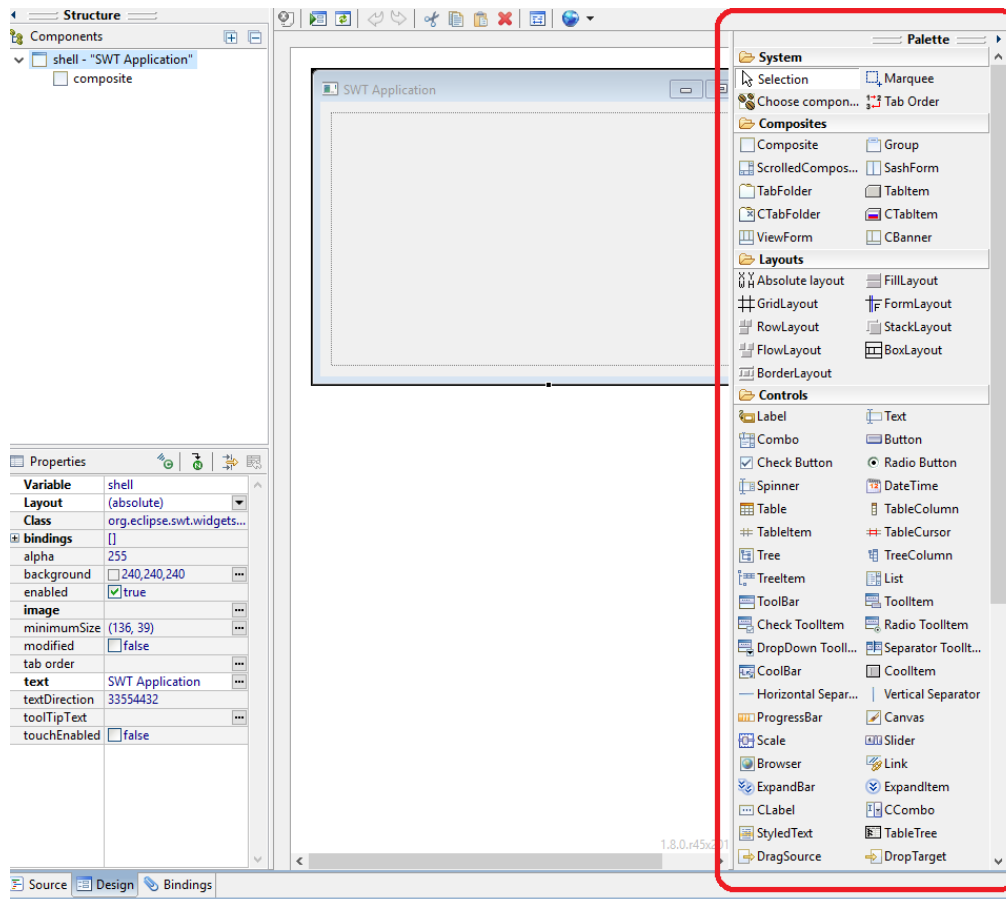 Structure
Components
shell - "SWT Application"
composite
Properties
Variable shell
Layout (absolute)
Class org.eclipse.swt.widgets...
bindings []
alpha 255
background 240,240,240
enabled true
image
minimumSize (136, 39)
modified false
tab order
text SWT Application
textDirection 33554432
toolTipText
touchEnabled false
Source Design Bindings
SWT Application
1.8.0.r45x201
Palette
System
Selection Marquee
Choose compon... Tab Order
Composites
Composite Group
ScrolledCompos... SashForm
TabFolder TabItem
CTabFolder CTabItem
ViewForm CBanner
Layouts
Absolute layout FillLayout
GridLayout FormLayout
RowLayout StackLayout
FlowLayout BoxLayout
BorderLayout
Controls
Label Text
Combo Button
Check Button Radio Button
Spinner DateTime
Table TableColumn
TableItem TableCursor
Tree TreeColumn
TreeItem List
ToolBar ToolItem
Check ToolItem Radio ToolItem
DropDown ToolI... Separator ToolIt...
CoolBar CoolItem
Horizontal Separ... Vertical Separator
ProgressBar Canvas
Scale Slider
Browser Link
ExpandBar ExpandItem
CLabel CCombo
StyledText TableTree
DragSource DropTarget